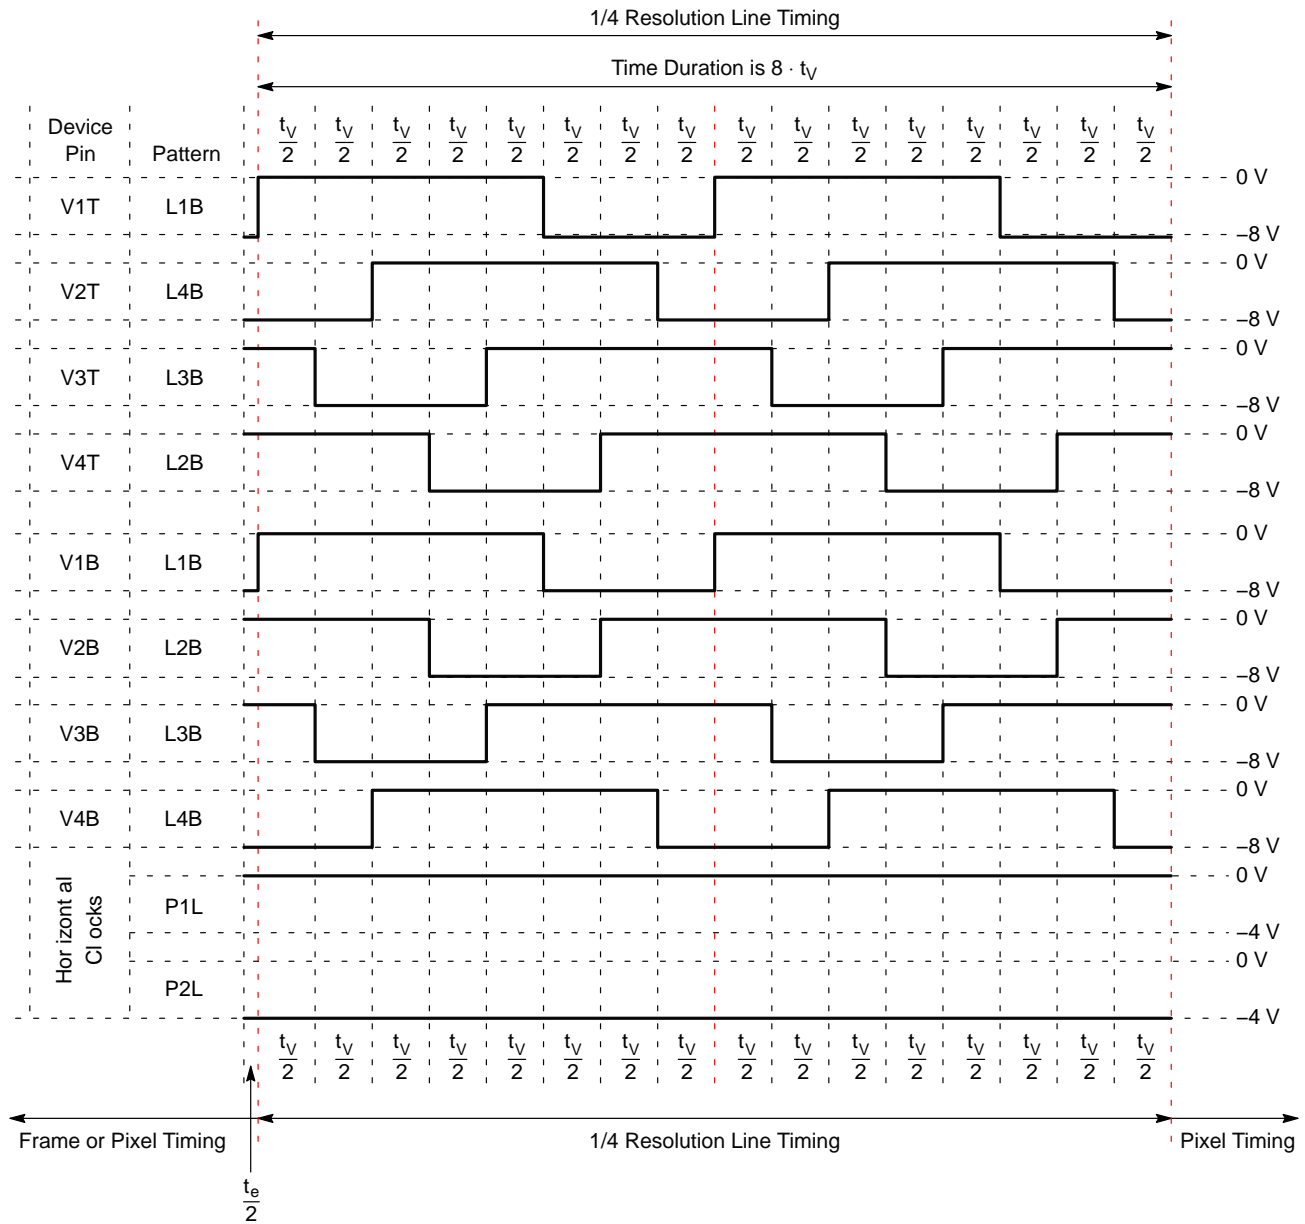 1/4 Resolution Line Timing
Time Duration is 8 · tV
Device
Pin
Pattern
tV/2 tV/2 tV/2 tV/2 tV/2 tV/2 tV/2 tV/2 tV/2 tV/2 tV/2 tV/2 tV/2 tV/2 tV/2 tV/2
0 V
V1T L1B
–8 V
0 V
V2T L4B
–8 V
0 V
V3T L3B
–8 V
0 V
V4T L2B
–8 V
0 V
V1B L1B
–8 V
0 V
V2B L2B
–8 V
0 V
V3B L3B
–8 V
0 V
V4B L4B
–8 V
0 V
Hor izont al
Cl ocks
P1L
–4 V
0 V
P2L
–4 V
tV/2 tV/2 tV/2 tV/2 tV/2 tV/2 tV/2 tV/2 tV/2 tV/2 tV/2 tV/2 tV/2 tV/2 tV/2 tV/2
Frame or Pixel Timing 1/4 Resolution Line Timing Pixel Timing
te/2